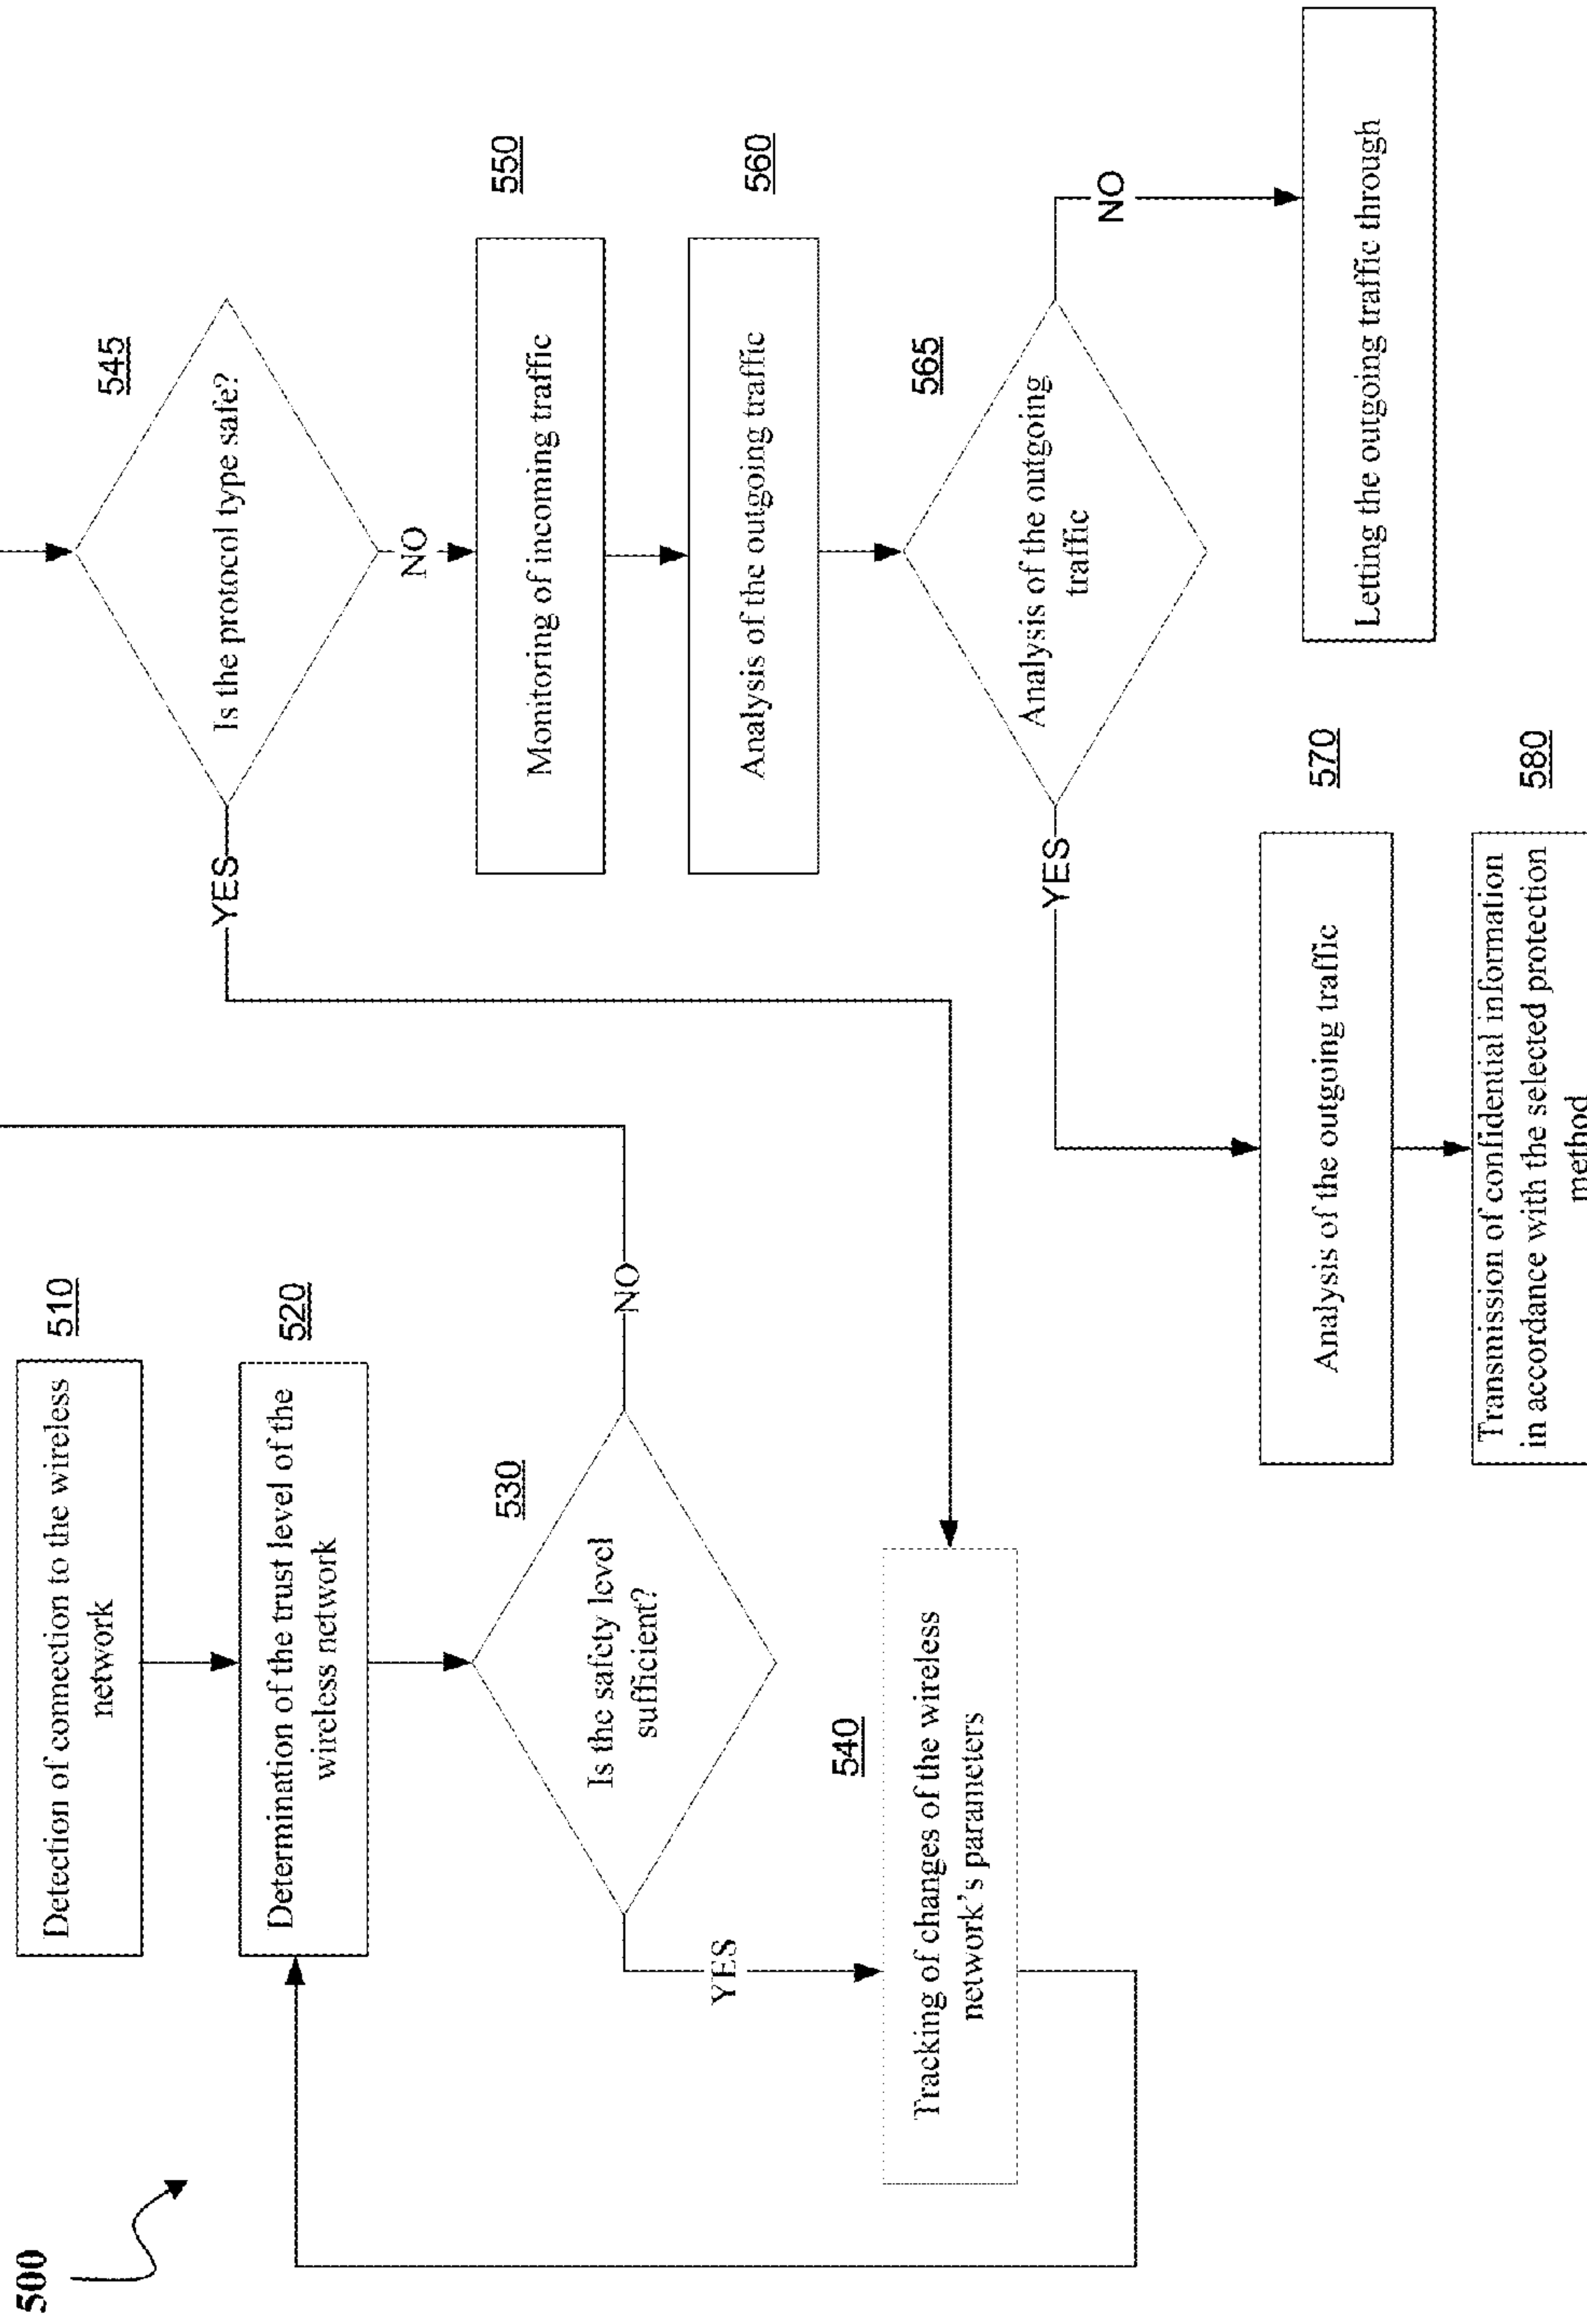 500
510
Detection of connection to the wireless
network
520
Determination of the trust level of the
wireless network
530
Is the safety level
sufficient?
NO
YES
540
Tracking of changes of the wireless
network's parameters
545
Is the protocol type safe?
YES
NO
550
Monitoring of incoming traffic
560
Analysis of the outgoing traffic
565
Analysis of the outgoing
traffic
YES
NO
570
Analysis of the outgoing traffic
580
Transmission of confidential information
in accordance with the selected protection
method
Letting the outgoing traffic through